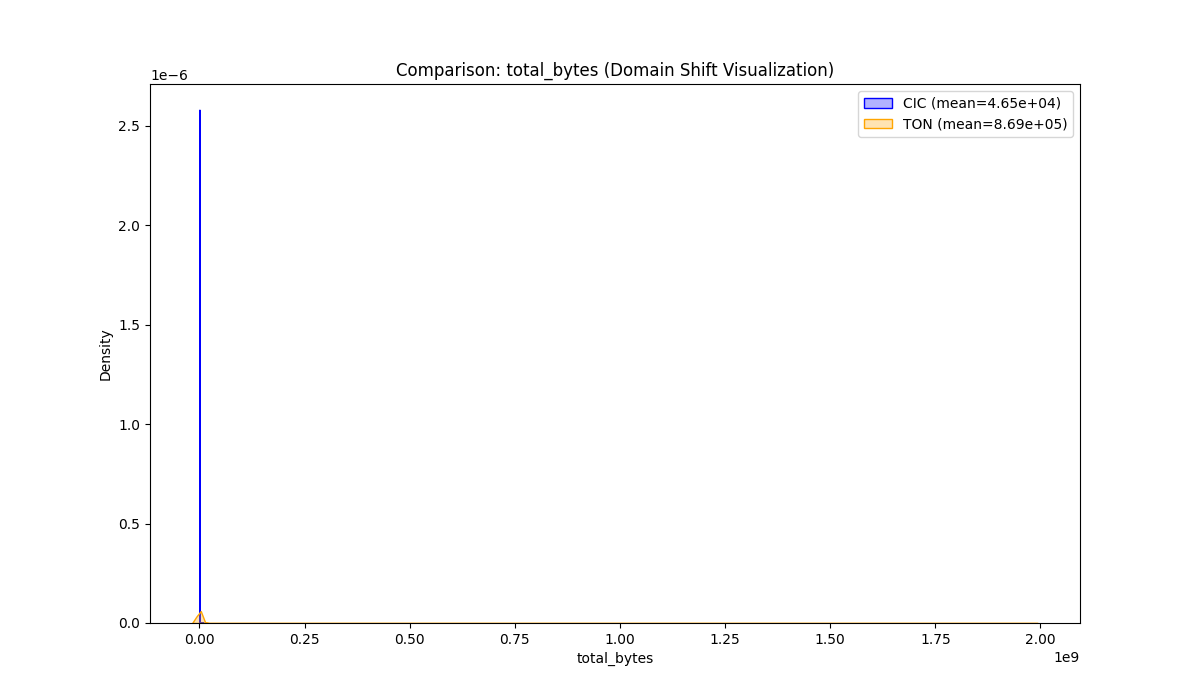 Comparison: total_bytes (Domain Shift Visualization)
1e−6
CIC (mean=4.65e+04)
TON (mean=8.69e+05)
2.5
2.0
1.5
1.0
0.5
0.0
Density
0.00 0.25 0.50 0.75 1.00 1.25 1.50 1.75 2.00
total_bytes
1e9